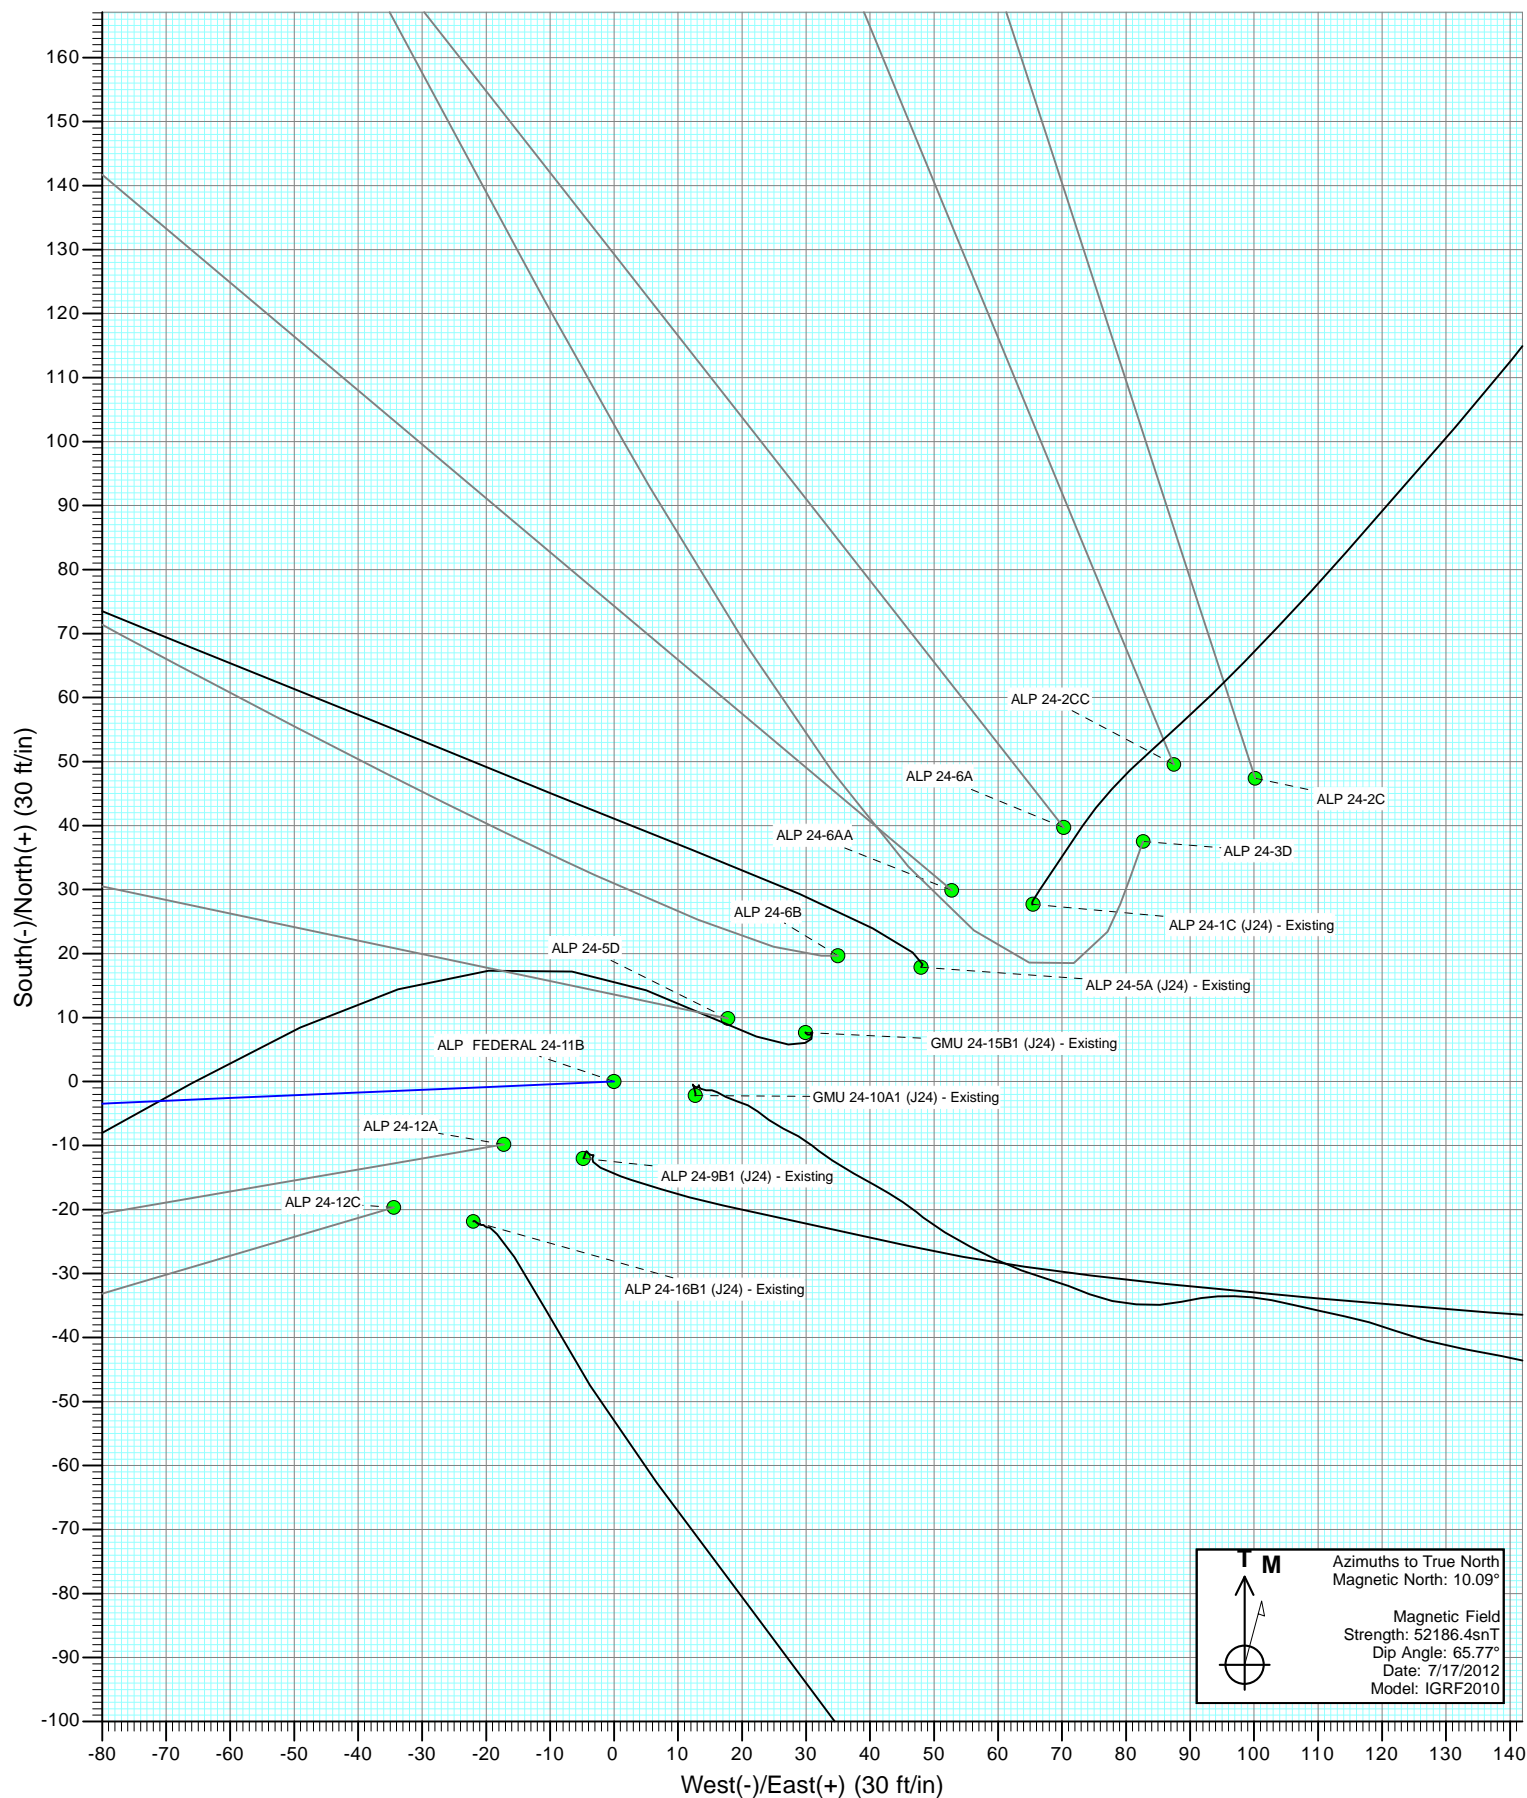 160
150
140
130
120
110
100
90
80
70
60
50
40
30
20
10
0
-10
-20
-30
-40
-50
-60
-70
-80
-90
-100
South(-)/North(+) (30 ft/in)
ALP 24-2CC
ALP 24-6A
ALP 24-2C
ALP 24-6AA
ALP 24-3D
ALP 24-6B
ALP 24-1C (J24) - Existing
ALP 24-5D
ALP 24-5A (J24) - Existing
ALP FEDERAL 24-11B
GMU 24-15B1 (J24) - Existing
GMU 24-10A1 (J24) - Existing
ALP 24-12A
ALP 24-9B1 (J24) - Existing
ALP 24-12C
ALP 24-16B1 (J24) - Existing
T M
Azimuths to True North
Magnetic North: 10.09°
Magnetic Field
Strength: 52186.4snT
Dip Angle: 65.77°
Date: 7/17/2012
Model: IGRF2010
-80 -70 -60 -50 -40 -30 -20 -10 0 10 20 30 40 50 60 70 80 90 100 110 120 130 140
West(-)/East(+) (30 ft/in)